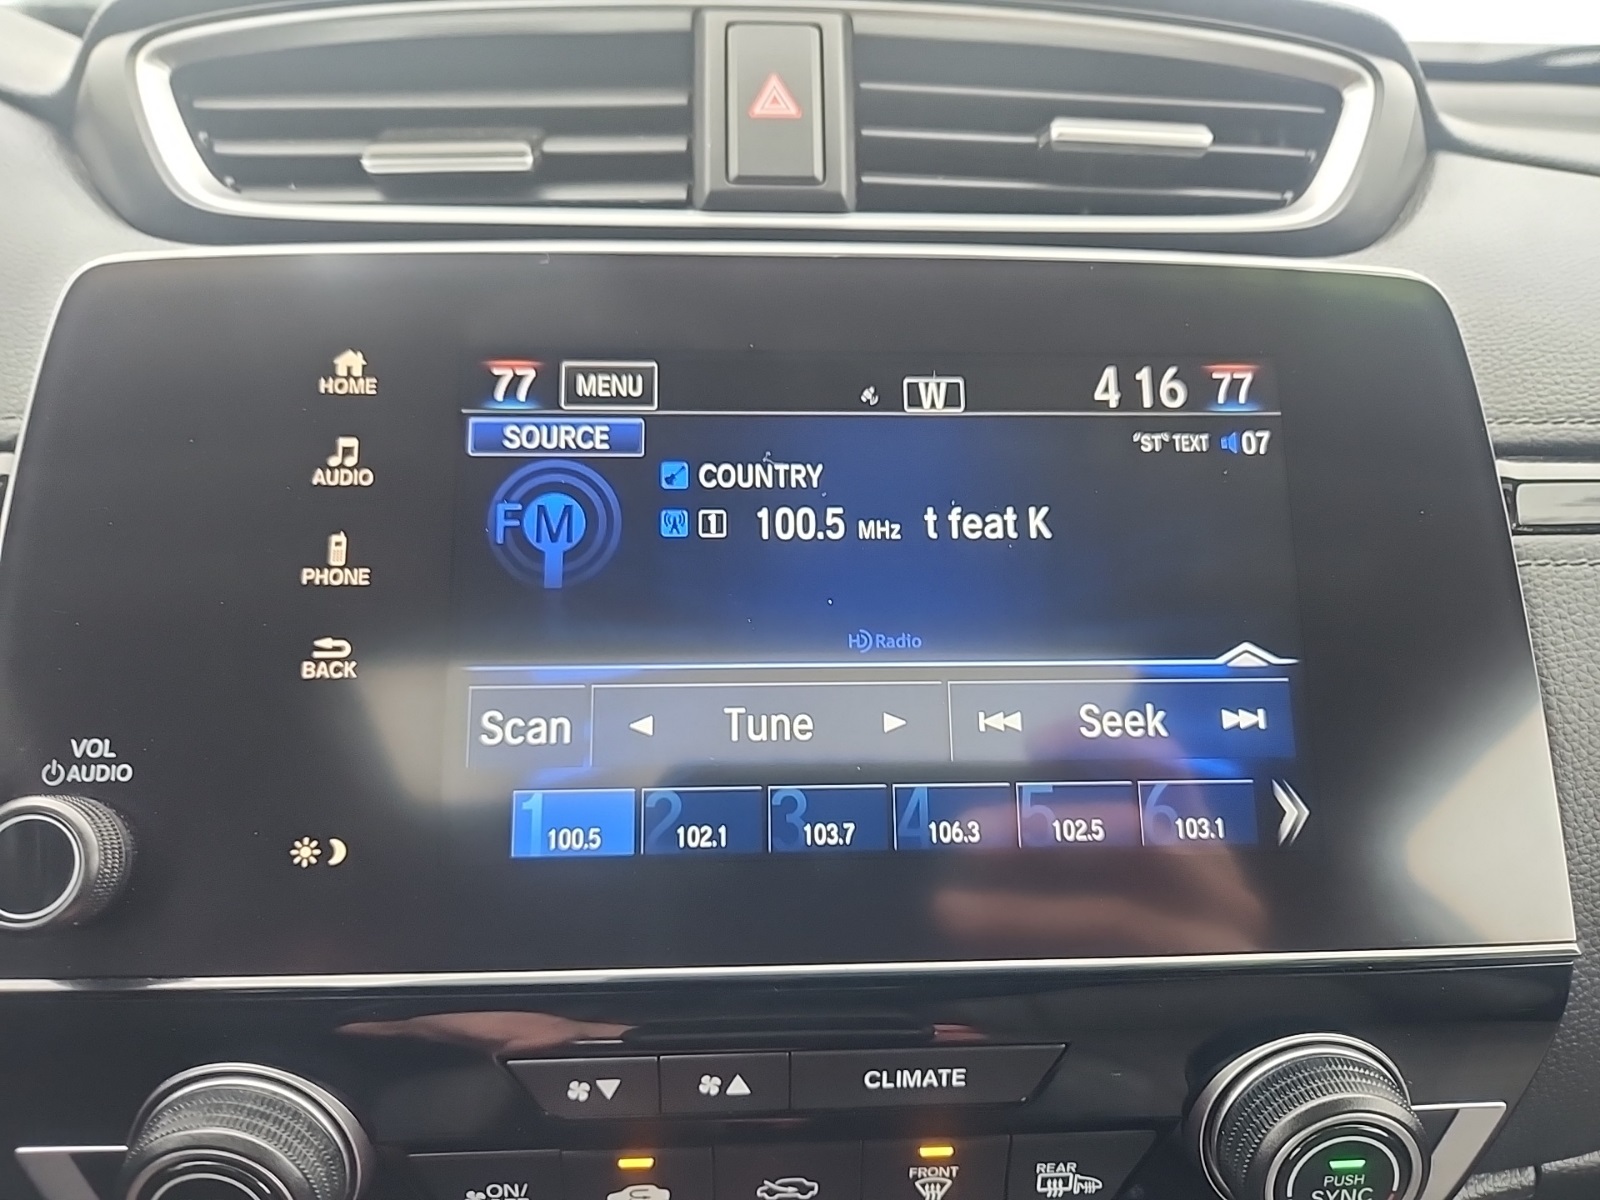 HOME
AUDIO
PHONE
BACK
VOL
AUDIO
77 MENU W 4 16 77
SOURCE "ST" TEXT 07
COUNTRY
FM 1 100.5 MHz t feat K
HD Radio
Scan Tune Seek
1 100.5 2 102.1 3 103.7 4 106.3 5 102.5 6 103.1
CLIMATE
ON/
FRONT
REAR
PUSH
SYNC